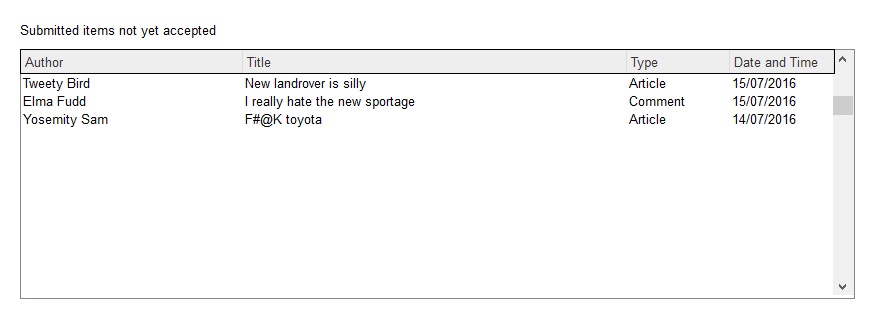 Submitted items not yet accepted
Author Title Type Date and Time
Tweety Bird New landrover is silly Article 15/07/2016
Elma Fudd I really hate the new sportage Comment 15/07/2016
Yosemity Sam F#@K toyota Article 14/07/2016